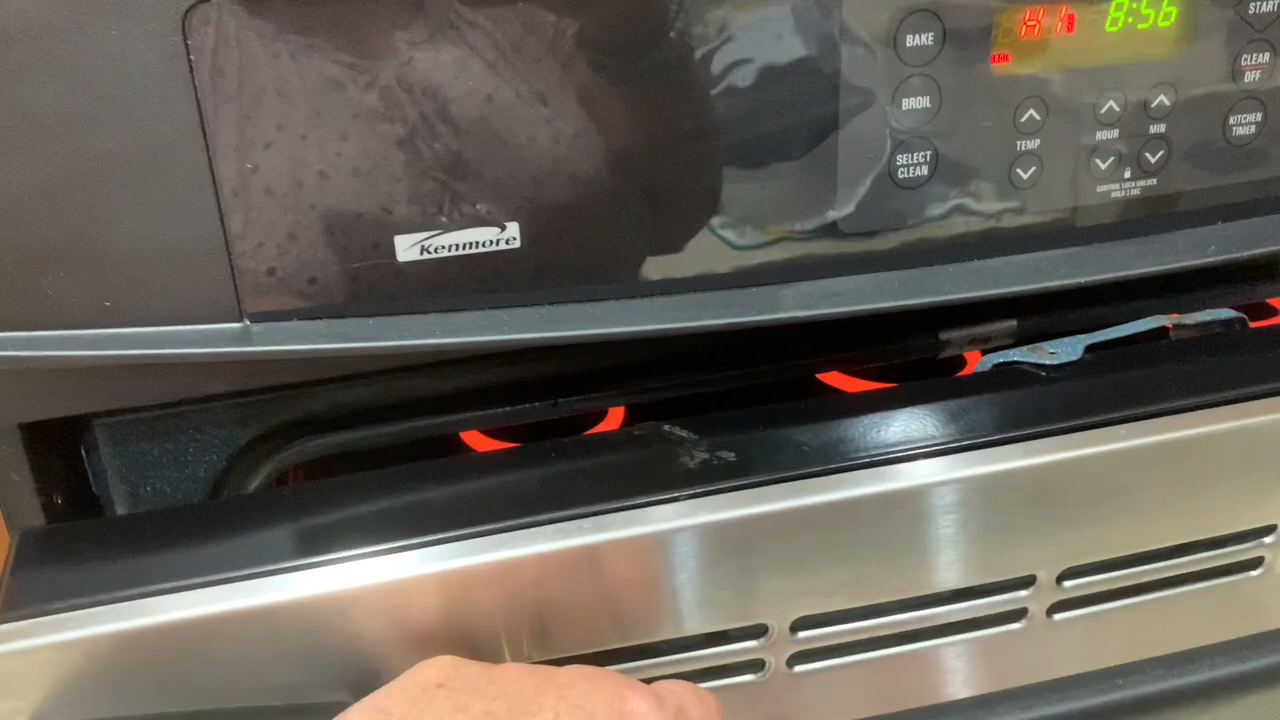 BAKE
BROIL
SELECT
CLEAN
HI
BROIL
8:56
TEMP
HOUR
MIN
CONTROL LOCK/UNLOCK
HOLD 3 SEC
START
CLEAR
OFF
KITCHEN
TIMER
Kenmore